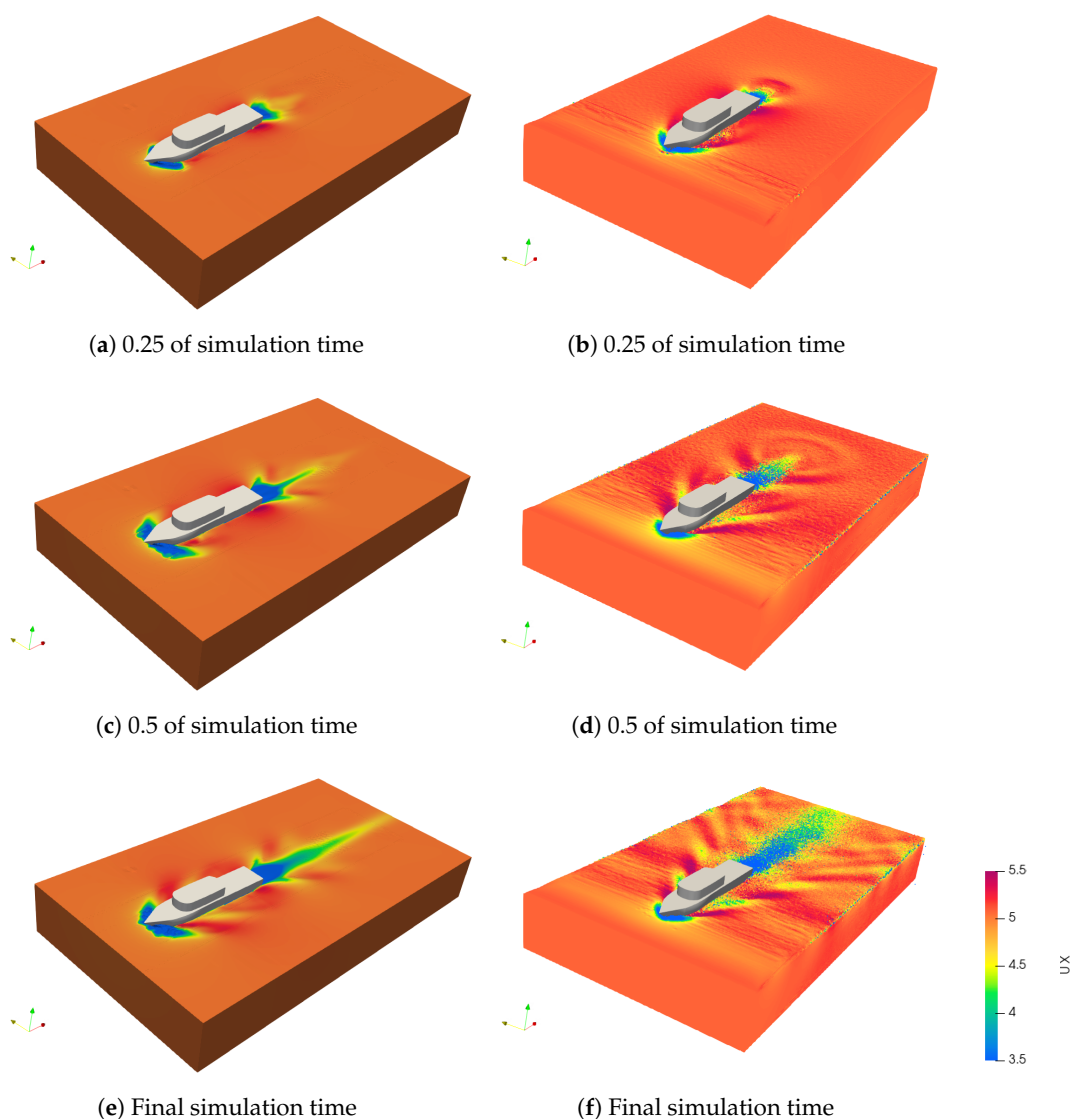 (a) 0.25 of simulation time
(b) 0.25 of simulation time
(c) 0.5 of simulation time
(d) 0.5 of simulation time
5.5
5
4.5
4
3.5
UX
(e) Final simulation time
(f) Final simulation time